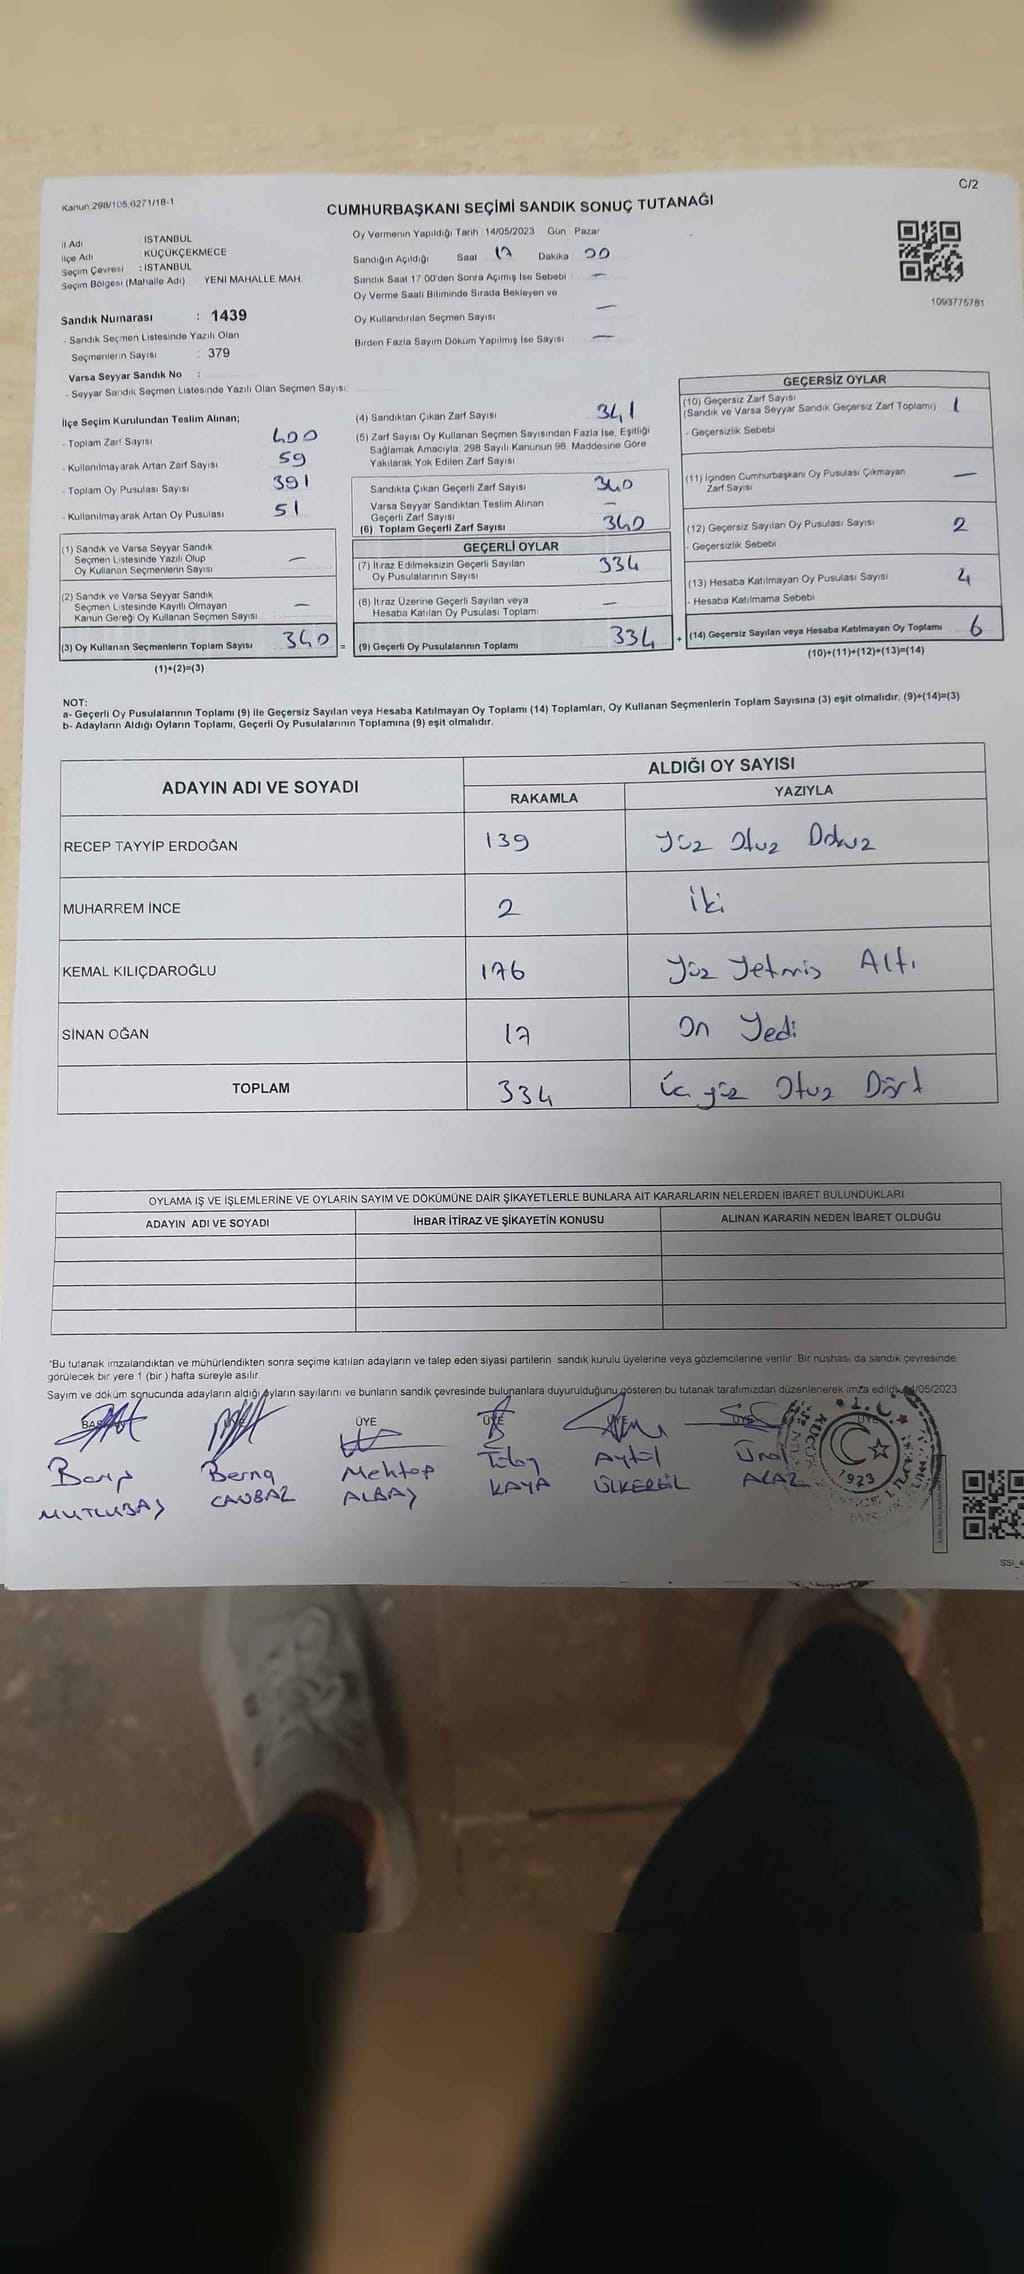 C/2
Kanun 298/105,6271/18-1
CUMHURBAŞKANI SEÇİMİ SANDIK SONUÇ TUTANAĞI
İl Adı İSTANBUL
İlçe Adı KÜÇÜKÇEKMECE
Seçim Çevresi : İSTANBUL
Seçim Bölgesi (Mahalle Adı) YENİ MAHALLE MAH.
Sandık Numarası : 1439
- Sandık Seçmen Listesinde Yazılı Olan
Seçmenlerin Sayısı : 379
Varsa Seyyar Sandık No :
- Seyyar Sandık Seçmen Listesinde Yazılı Olan Seçmen Sayısı:
Oy Vermenin Yapıldığı Tarih 14/05/2023 Gün Pazar
Sandığın Açıldığı Saat 17 Dakika 00
Sandık Saat 17:00'den Sonra Açımış İse Sebebi : —
Oy Verme Saati Bitiminde Sırada Bekleyen ve
Oy Kullandırılan Seçmen Sayısı —
Birden Fazla Sayım Döküm Yapılmış İse Sayısı : —
1093775781
İlçe Seçim Kurulundan Teslim Alınan;
- Toplam Zarf Sayısı 400
- Kullanılmayarak Artan Zarf Sayısı 59
- Toplam Oy Pusulası Sayısı 391
- Kullanılmayarak Artan Oy Pusulası 51
(1) Sandık ve Varsa Seyyar Sandık
Seçmen Listesinde Yazılı Olup
Oy Kullanan Seçmenlerin Sayısı —
(2) Sandık ve Varsa Seyyar Sandık
Seçmen Listesinde Kayıtlı Olmayan
Kanun Gereği Oy Kullanan Seçmen Sayısı —
(3) Oy Kullanan Seçmenlerin Toplam Sayısı 340 =
(1)+(2)=(3)
(4) Sandıktan Çıkan Zarf Sayısı 341
(5) Zarf Sayısı Oy Kullanan Seçmen Sayısından Fazla İse, Eşitliği
Sağlamak Amacıyla, 298 Sayılı Kanunun 98. Maddesine Göre
Yakılarak Yok Edilen Zarf Sayısı
Sandıkta Çıkan Geçerli Zarf Sayısı 340
Varsa Seyyar Sandıktan Teslim Alınan
Geçerli Zarf Sayısı
(6) Toplam Geçerli Zarf Sayısı 340
GEÇERLİ OYLAR
(7) İtiraz Edilmeksizin Geçerli Sayılan
Oy Pusulalarının Sayısı 334
(8) İtiraz Üzerine Geçerli Sayılan veya
Hesaba Katılan Oy Pusulası Toplamı —
(9) Geçerli Oy Pusulalarının Toplamı 334 +
GEÇERSİZ OYLAR
(10) Geçersiz Zarf Sayısı
(Sandık ve Varsa Seyyar Sandık Geçersiz Zarf Toplamı) 1
- Geçersizlik Sebebi
(11) İçinden Cumhurbaşkanı Oy Pusulası Çıkmayan
Zarf Sayısı —
(12) Geçersiz Sayılan Oy Pusulası Sayısı 2
- Geçersizlik Sebebi
(13) Hesaba Katılmayan Oy Pusulası Sayısı 4
- Hesaba Katılmama Sebebi
(14) Geçersiz Sayılan veya Hesaba Katılmayan Oy Toplamı 6
(10)+(11)+(12)+(13)=(14)
NOT:
a- Geçerli Oy Pusulalarının Toplamı (9) ile Geçersiz Sayılan veya Hesaba Katılmayan Oy Toplamı (14) Toplamları, Oy Kullanan Seçmenlerin Toplam Sayısına (3) eşit olmalıdır. (9)+(14)=(3)
b- Adayların Aldığı Oyların Toplamı, Geçerli Oy Pusulalarının Toplamına (9) eşit olmalıdır.
ADAYIN ADI VE SOYADI ALDIĞI OY SAYISI
RAKAMLA YAZIYLA
RECEP TAYYİP ERDOĞAN 139 Yüz Otuz Dokuz
MUHARREM İNCE 2 İki
KEMAL KILIÇDAROĞLU 176 Yüz Yetmiş Altı
SİNAN OĞAN 17 On Yedi
TOPLAM 334 Üç yüz Otuz Dört
OYLAMA İŞ VE İŞLEMLERİNE VE OYLARIN SAYIM VE DÖKÜMÜNE DAİR ŞİKAYETLERLE BUNLARA AİT KARARLARIN NELERDEN İBARET BULUNDUKLARI
ADAYIN ADI VE SOYADI İHBAR İTİRAZ VE ŞİKAYETİN KONUSU ALINAN KARARIN NEDEN İBARET OLDUĞU
"Bu tutanak imzalandıktan ve mühürlendikten sonra seçime katılan adayların ve talep eden siyasi partilerin sandık kurulu üyelerine veya gözlemcilerine verilir. Bir nüshası da sandık çevresinde
görülecek bir yere 1 (bir) hafta süreyle asılır.
Sayım ve döküm sonucunda adayların aldığı oyların sayılarını ve bunların sandık çevresinde bulunanlara duyurulduğunu gösteren bu tutanak tarafımızdan düzenlenerek imza edildi. 14/05/2023
ÜYE ÜYE ÜYE ÜYE ÜYE
Barış Berna Mehtap Aytül
MUTLUBAŞ CANBAZ ALBAY KAYA ÜLKERGİL
T.C.
1923